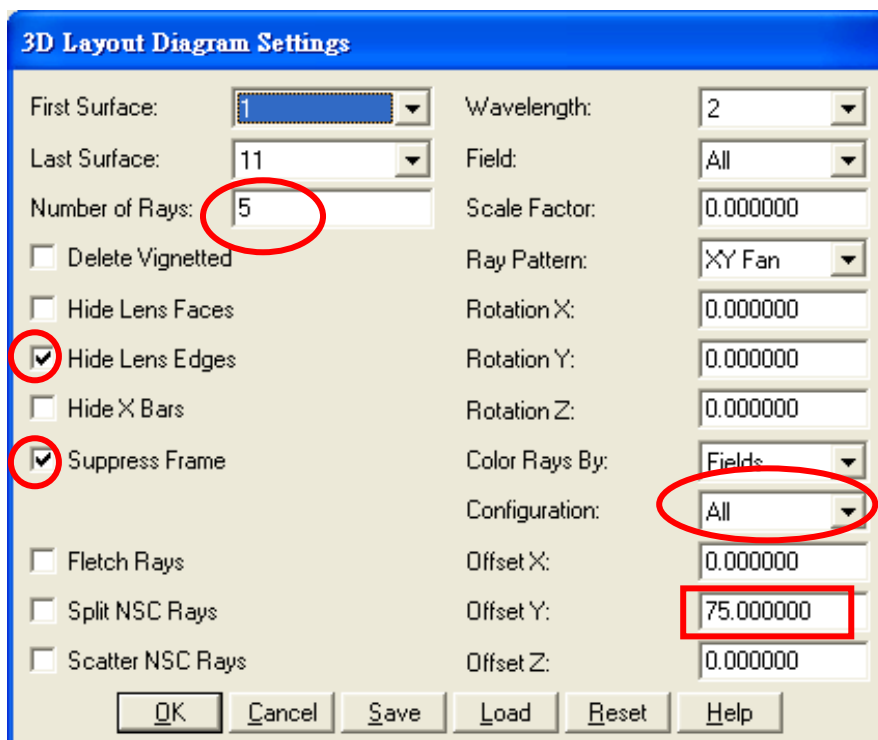 3D Layout Diagram Settings
First Surface: 1 Wavelength: 2
Last Surface: 11 Field: All
Number of Rays: 5 Scale Factor: 0.000000
Delete Vignetted Ray Pattern: XY Fan
Hide Lens Faces Rotation X: 0.000000
Hide Lens Edges Rotation Y: 0.000000
Hide X Bars Rotation Z: 0.000000
Suppress Frame Color Rays By: Fields
Configuration: All
Fletch Rays Offset X: 0.000000
Split NSC Rays Offset Y: 75.000000
Scatter NSC Rays Offset Z: 0.000000
OK Cancel Save Load Reset Help